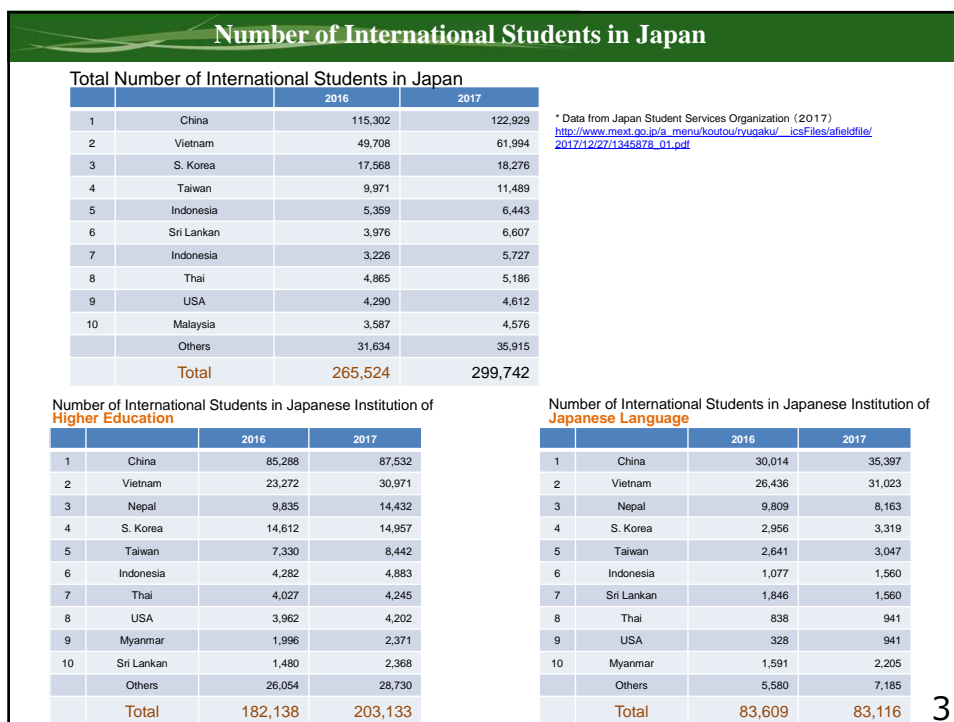 Number of International Students in Japan
Total Number of International Students in Japan
2016 2017
1 China 115,302 122,929
2 Vietnam 49,708 61,994
3 S. Korea 17,568 18,276
4 Taiwan 9,971 11,489
5 Indonesia 5,359 6,443
6 Sri Lankan 3,976 6,607
7 Indonesia 3,226 5,727
8 Thai 4,865 5,186
9 USA 4,290 4,612
10 Malaysia 3,587 4,576
Others 31,634 35,915
Total 265,524 299,742
* Data from Japan Student Services Organization（2017）
http://www.mext.go.jp/a_menu/koutou/ryugaku/__icsFiles/afieldfile/
2017/12/27/1345878_01.pdf
Number of International Students in Japanese Institution of
Higher Education
2016 2017
1 China 85,288 87,532
2 Vietnam 23,272 30,971
3 Nepal 9,835 14,432
4 S. Korea 14,612 14,957
5 Taiwan 7,330 8,442
6 Indonesia 4,282 4,883
7 Thai 4,027 4,245
8 USA 3,962 4,202
9 Myanmar 1,996 2,371
10 Sri Lankan 1,480 2,368
Others 26,054 28,730
Total 182,138 203,133
Number of International Students in Japanese Institution of
Japanese Language
2016 2017
1 China 30,014 35,397
2 Vietnam 26,436 31,023
3 Nepal 9,809 8,163
4 S. Korea 2,956 3,319
5 Taiwan 2,641 3,047
6 Indonesia 1,077 1,560
7 Sri Lankan 1,846 1,560
8 Thai 838 941
9 USA 328 941
10 Myanmar 1,591 2,205
Others 5,580 7,185
Total 83,609 83,116
3